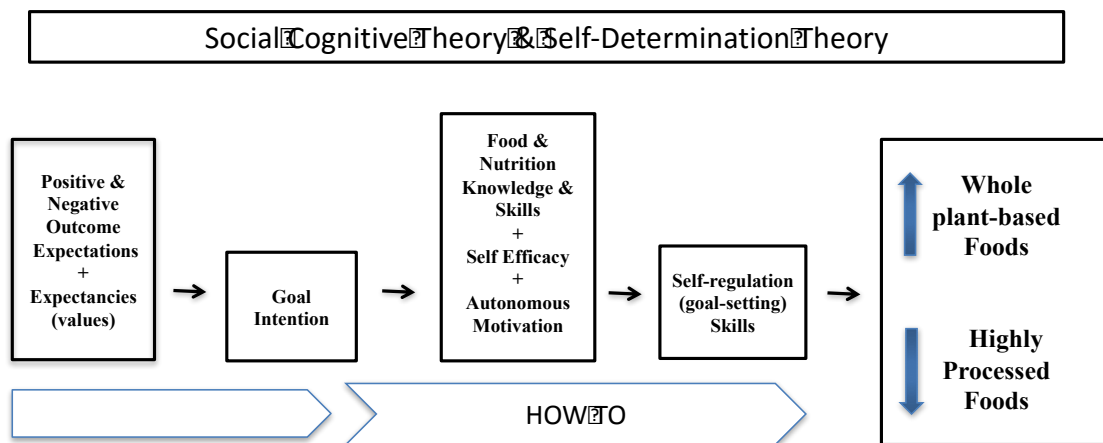 Social Cognitive Theory & Self-Determination Theory
Positive &
Negative
Outcome
Expectations
+
Expectancies
(values)
Goal
Intention
Food &
Nutrition
Knowledge &
Skills
+
Self Efficacy
+
Autonomous
Motivation
Self-regulation
(goal-setting)
Skills
Whole
plant-based
Foods
Highly
Processed
Foods
HOW TO